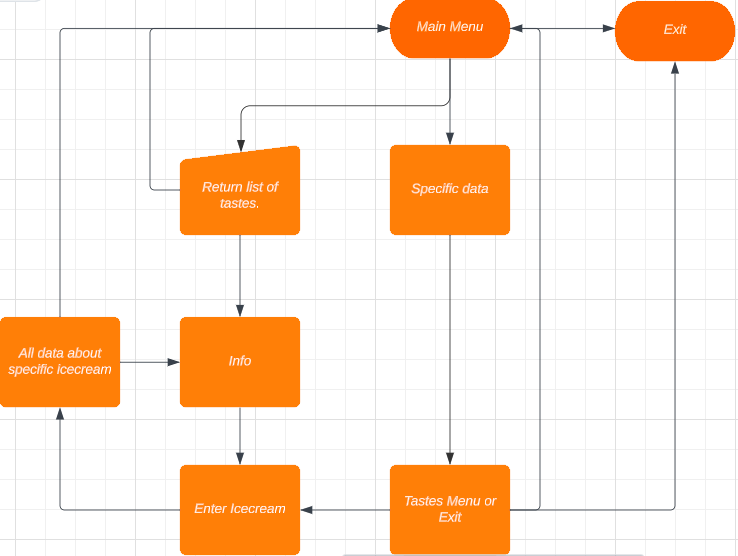 Main Menu
Exit
Return list of
tastes.
Specific data
All data about
specific icecream
Info
Enter Icecream
Tastes Menu or
Exit